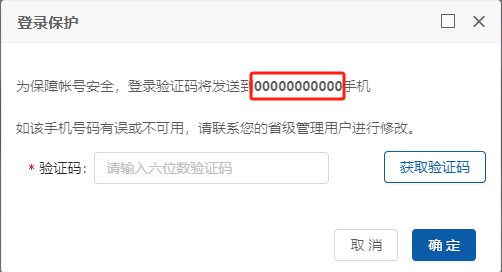 登录保护
为保障帐号安全，登录验证码将发送到00000000000手机
如该手机号码有误或不可用，请联系您的省级管理用户进行修改。
* 验证码： 请输入六位数验证码 获取验证码
取 消 确 定